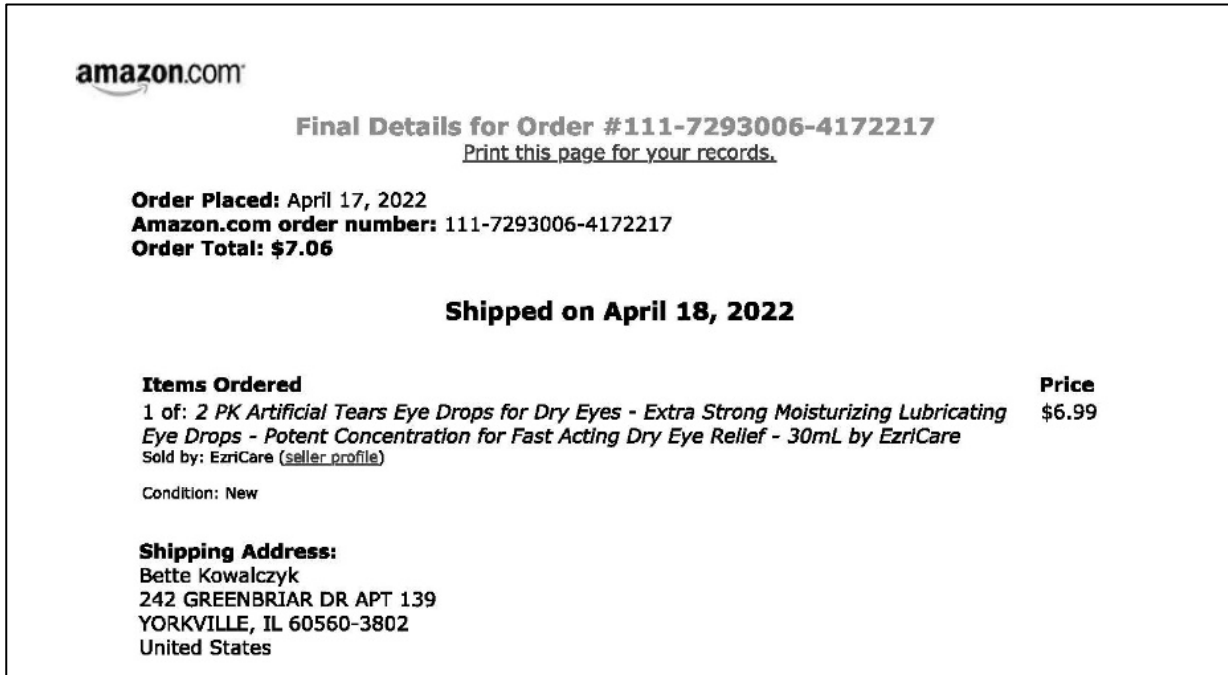 amazon.com
Final Details for Order #111-7293006-4172217
Print this page for your records.
Order Placed: April 17, 2022
Amazon.com order number: 111-7293006-4172217
Order Total: $7.06
Shipped on April 18, 2022
Items Ordered Price
1 of: 2 PK Artificial Tears Eye Drops for Dry Eyes - Extra Strong Moisturizing Lubricating $6.99
Eye Drops - Potent Concentration for Fast Acting Dry Eye Relief - 30mL by EzriCare
Sold by: EzriCare (seller profile)
Condition: New
Shipping Address:
Bette Kowalczyk
242 GREENBRIAR DR APT 139
YORKVILLE, IL 60560-3802
United States